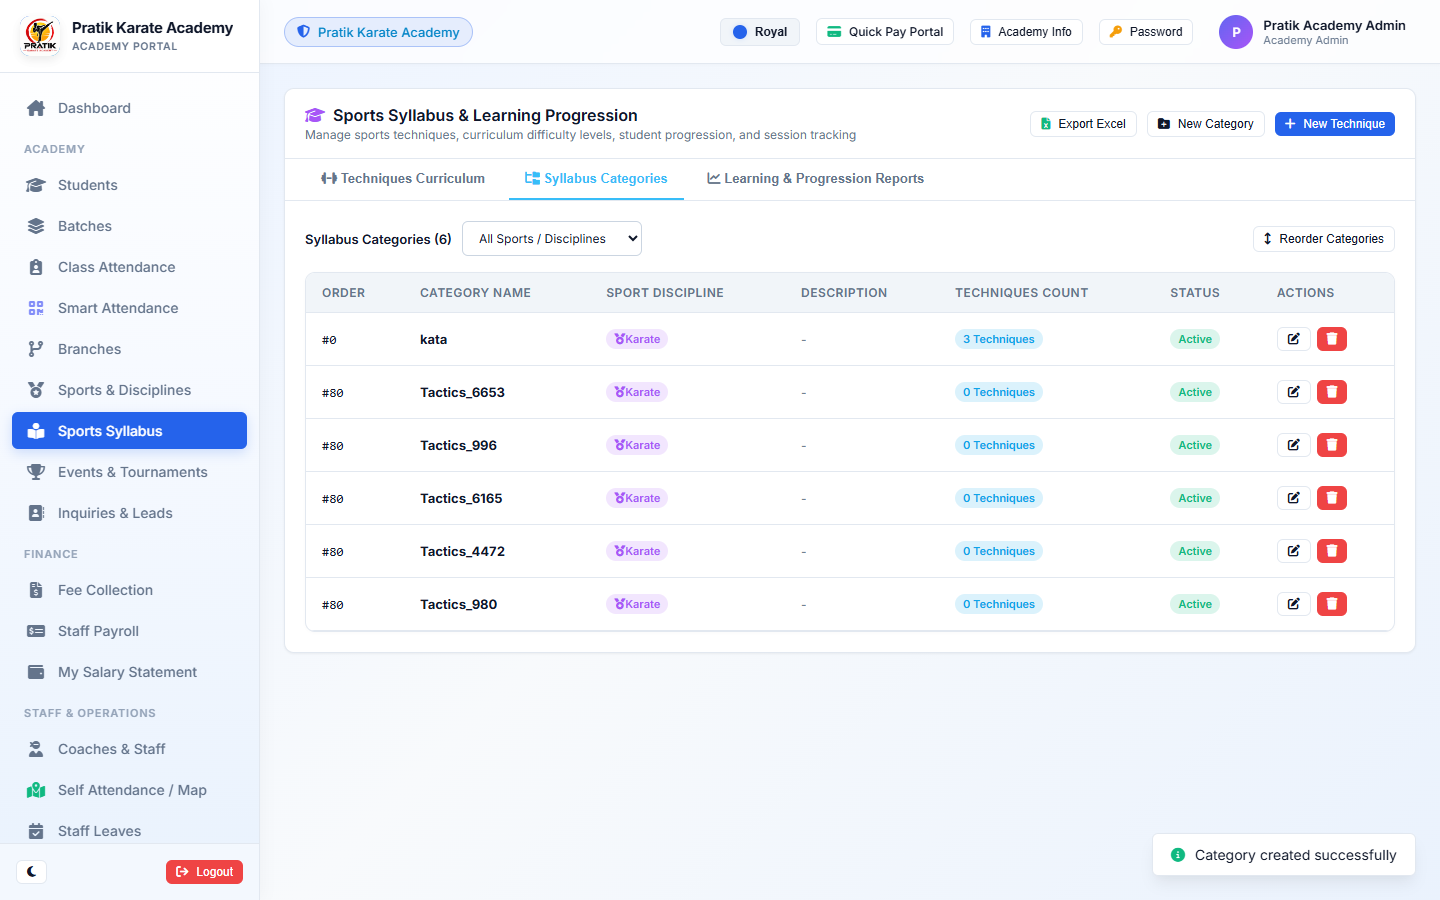 Pratik Karate Academy
ACADEMY PORTAL
PRATIK
Dashboard
ACADEMY
Students
Batches
Class Attendance
Smart Attendance
Branches
Sports & Disciplines
Sports Syllabus
Events & Tournaments
Inquiries & Leads
FINANCE
Fee Collection
Staff Payroll
My Salary Statement
STAFF & OPERATIONS
Coaches & Staff
Self Attendance / Map
Staff Leaves
Logout
Pratik Karate Academy
Royal
Quick Pay Portal
Academy Info
Password
P
Pratik Academy Admin
Academy Admin
Sports Syllabus & Learning Progression
Manage sports techniques, curriculum difficulty levels, student progression, and session tracking
Export Excel
New Category
New Technique
Techniques Curriculum
Syllabus Categories
Learning & Progression Reports
Syllabus Categories (6)
All Sports / Disciplines
Reorder Categories
ORDER CATEGORY NAME SPORT DISCIPLINE DESCRIPTION TECHNIQUES COUNT STATUS ACTIONS
#0 kata Karate - 3 Techniques Active
#80 Tactics_6653 Karate - 0 Techniques Active
#80 Tactics_996 Karate - 0 Techniques Active
#80 Tactics_6165 Karate - 0 Techniques Active
#80 Tactics_4472 Karate - 0 Techniques Active
#80 Tactics_980 Karate - 0 Techniques Active
Category created successfully